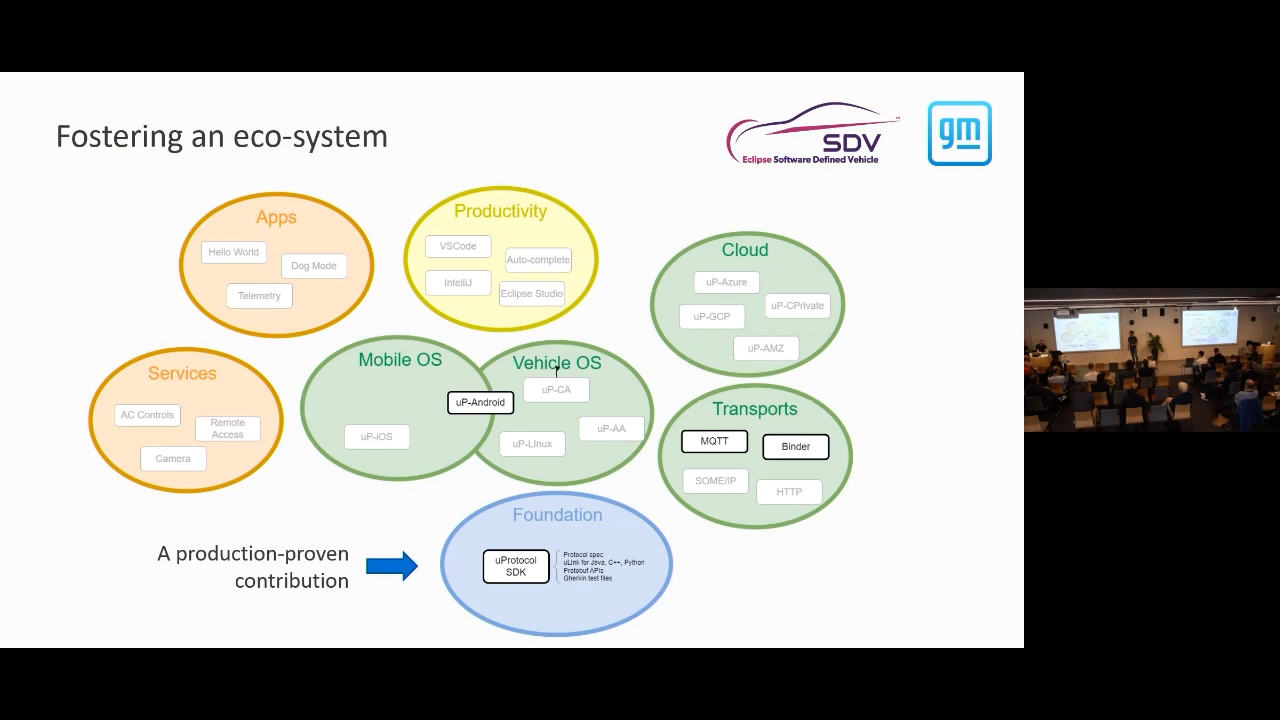 Fostering an eco-system
SDV
Eclipse Software Defined Vehicle
gm
Apps
Hello World
Dog Mode
Telemetry
Productivity
VSCode
Auto-complete
IntelliJ
Eclipse Studio
Cloud
uP-Azure
uP-CPrivate
uP-GCP
uP-AMZ
Services
AC Controls
Remote
Access
Camera
Mobile OS
uP-Android
uP-iOS
Vehicle OS
uP-CA
uP-AA
uP-LInux
Transports
MQTT
Binder
SOME/IP
HTTP
A production-proven
contribution
Foundation
uProtocol
SDK
Protocol spec
uLink for Java, C++, Python
Protobuf APIs
Gherkin test files